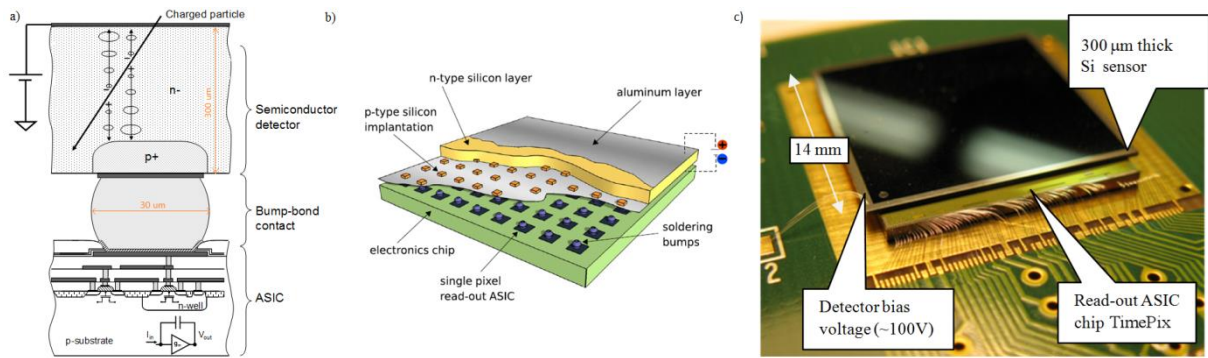 a)
Charged particle
n-
300 um
Semiconductor
detector
p+
30 um
Bump-bond
contact
n-well
ASIC
p-substrate
I_in
V_out
b)
n-type silicon layer
p-type silicon
implantation
aluminum layer
+
-
electronics chip
soldering
bumps
single pixel
read-out ASIC
c)
300 μm thick
Si sensor
14 mm
2
Detector bias
voltage (~100V)
Read-out ASIC
chip TimePix